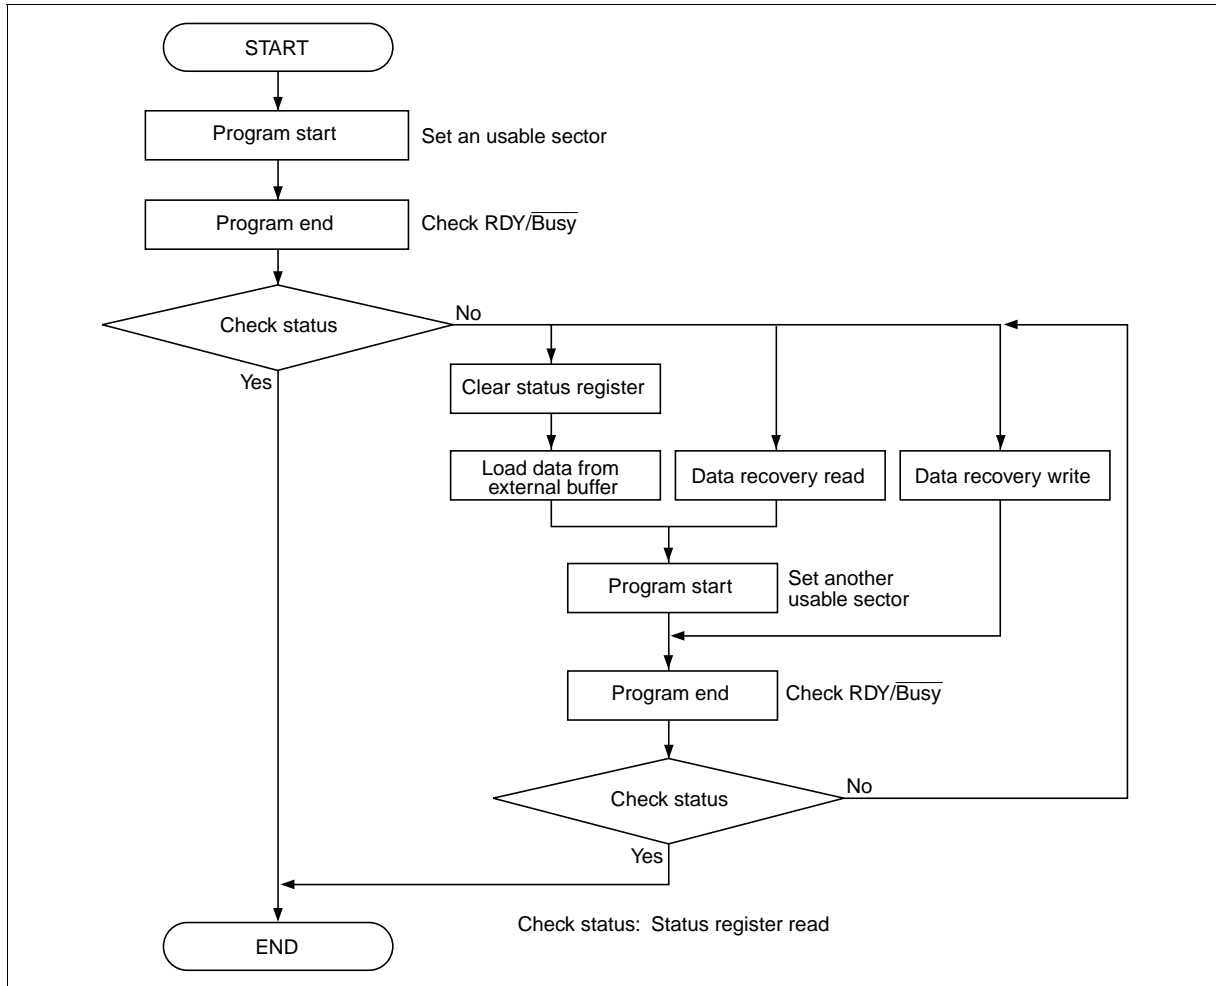 START
Program start
Set an usable sector
Program end
Check RDY/B̅u̅s̅y̅
Check status
No
Yes
Clear status register
Load data from
external buffer
Data recovery read
Data recovery write
Program start
Set another
usable sector
Program end
Check RDY/B̅u̅s̅y̅
Check status
No
Yes
Check status: Status register read
END